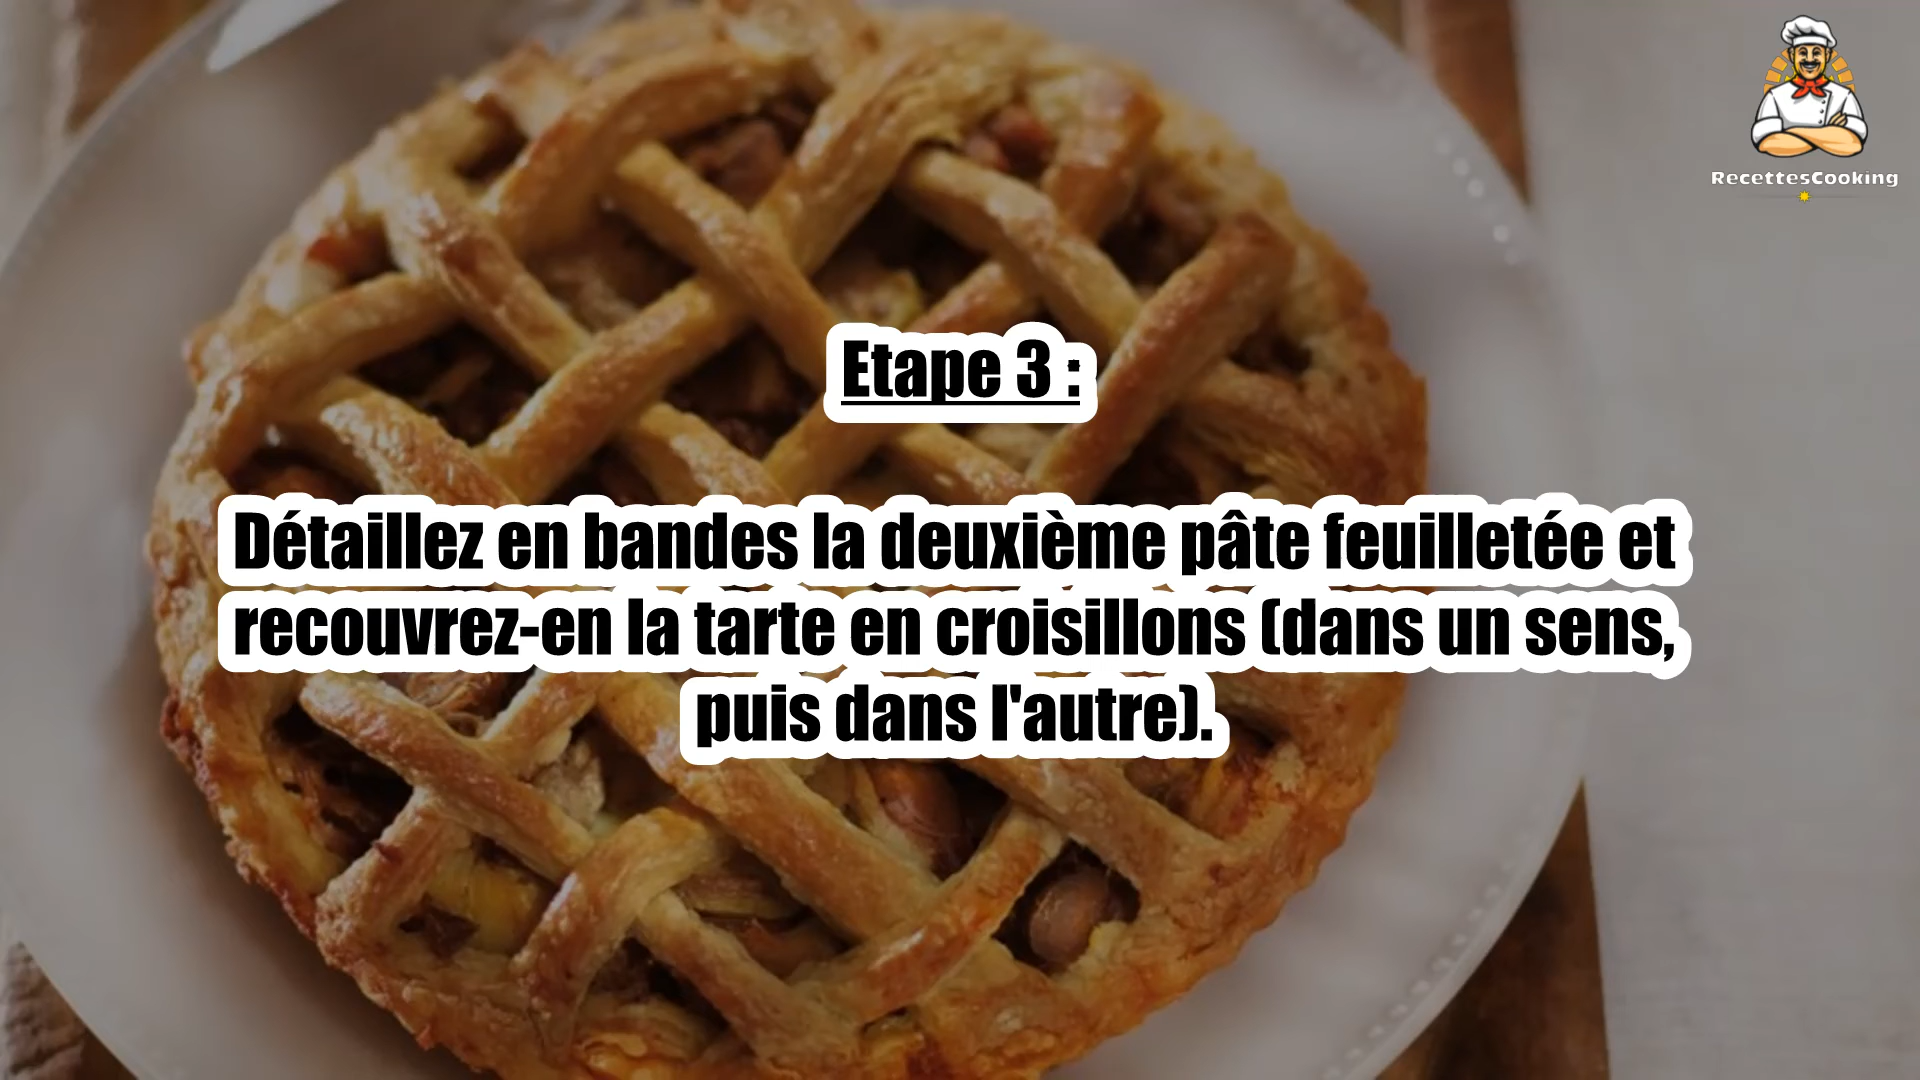 RecettesCooking
Etape 3 :
Détaillez en bandes la deuxième pâte feuilletée et
recouvrez-en la tarte en croisillons (dans un sens,
puis dans l'autre).